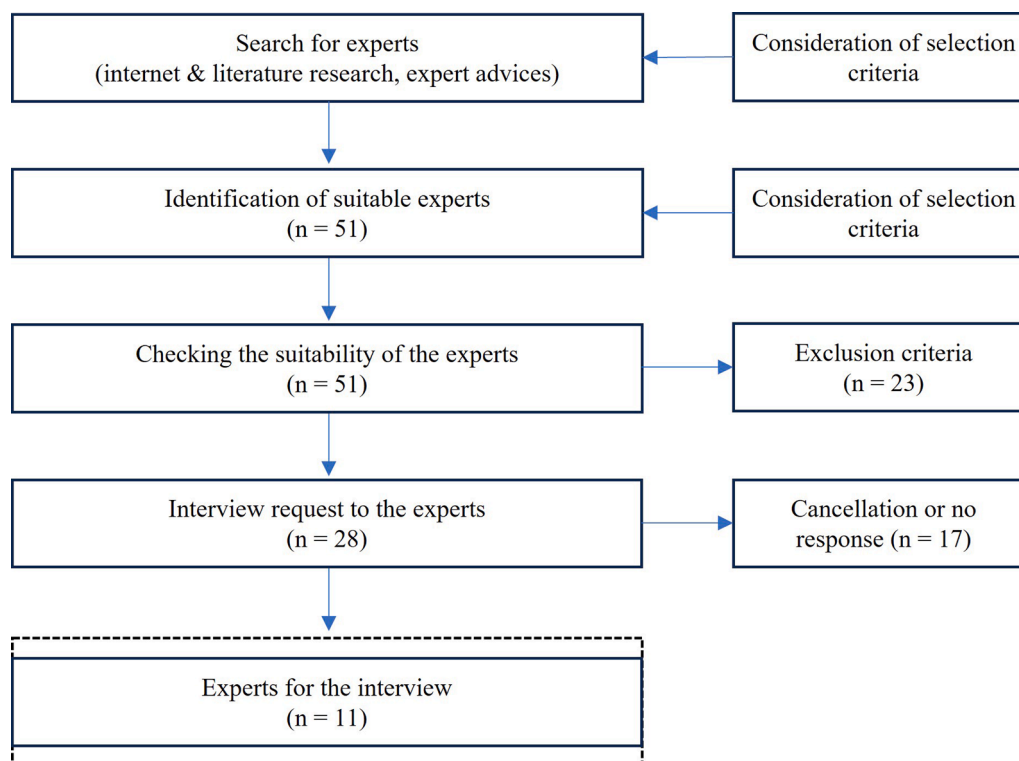 Search for experts
(internet & literature research, expert advices)
Consideration of selection
criteria
Identification of suitable experts
(n = 51)
Consideration of selection
criteria
Checking the suitability of the experts
(n = 51)
Exclusion criteria
(n = 23)
Interview request to the experts
(n = 28)
Cancellation or no
response (n = 17)
Experts for the interview
(n = 11)